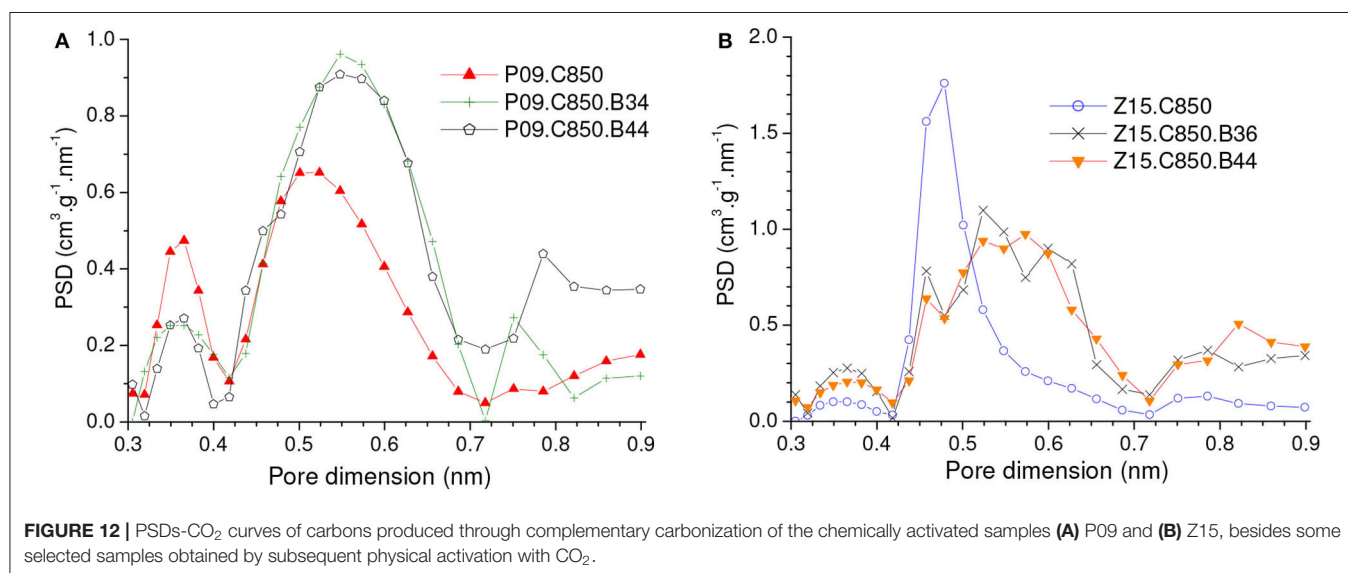 A
B
1.0
0.8
0.6
0.4
0.2
0.0
PSD (cm³.g⁻¹.nm⁻¹)
P09.C850
P09.C850.B34
P09.C850.B44
0.3 0.4 0.5 0.6 0.7 0.8 0.9
Pore dimension (nm)
2.0
1.5
1.0
0.5
0.0
PSD (cm³.g⁻¹.nm⁻¹)
Z15.C850
Z15.C850.B36
Z15.C850.B44
0.3 0.4 0.5 0.6 0.7 0.8 0.9
Pore dimension (nm)
FIGURE 12 | PSDs-CO₂ curves of carbons produced through complementary carbonization of the chemically activated samples (A) P09 and (B) Z15, besides some
selected samples obtained by subsequent physical activation with CO₂.